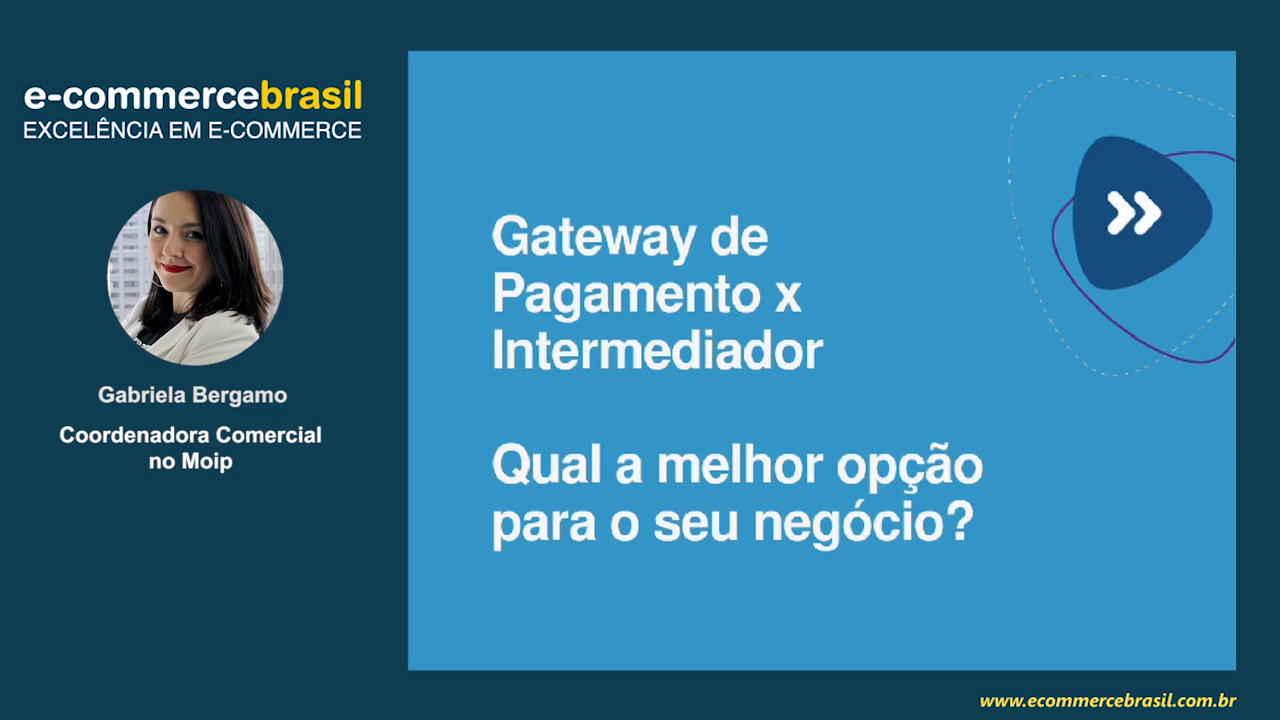 e-commercebrasil
EXCELÊNCIA EM E-COMMERCE
Gabriela Bergamo
Coordenadora Comercial
no Moip
Gateway de
Pagamento x
Intermediador
Qual a melhor opção
para o seu negócio?
www.ecommercebrasil.com.br